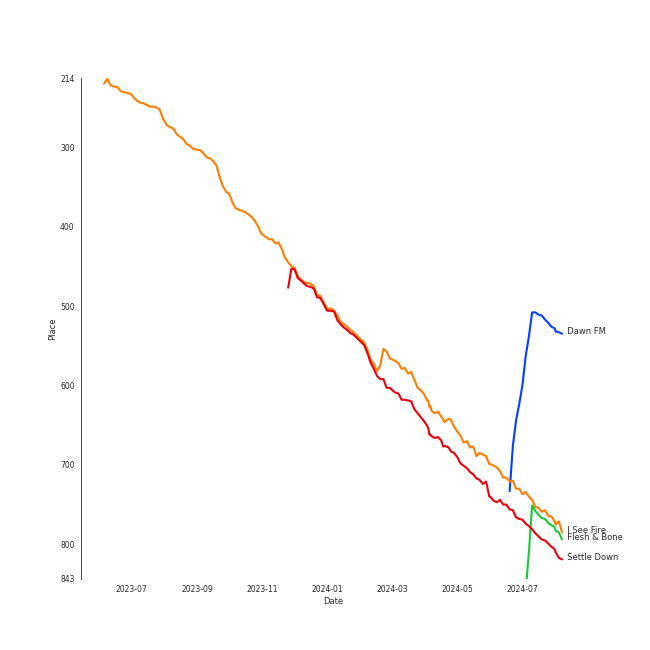 214
300
400
500
600
700
800
843
Place
2023-07
2023-09
2023-11
2024-01
2024-03
2024-05
2024-07
Date
Dawn FM
I See Fire
Flesh & Bone
Settle Down